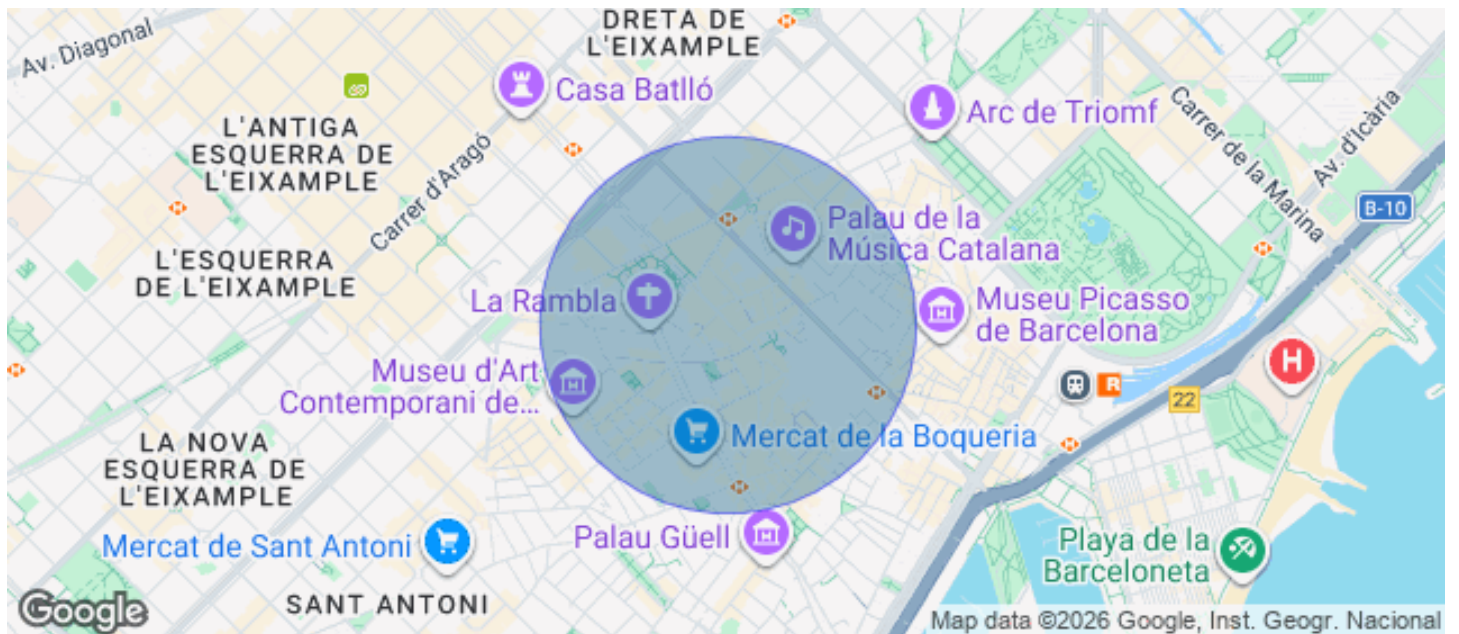 DRETA DE
L'EIXAMPLE
Av. Diagonal
Casa Batlló
Arc de Triomf
Carrer de la Marina
Av. d'Icària
L'ANTIGA
ESQUERRA DE
L'EIXAMPLE
Carrer d'Aragó
B-10
Palau de la
Música Catalana
L'ESQUERRA
DE L'EIXAMPLE
La Rambla
Museu Picasso
de Barcelona
H
Museu d'Art
Contemporani de...
R
22
Mercat de la Boqueria
LA NOVA
ESQUERRA DE
L'EIXAMPLE
Palau Güell
Mercat de Sant Antoni
Playa de la
Barceloneta
SANT ANTONI
Google
Map data ©2026 Google, Inst. Geogr. Nacional